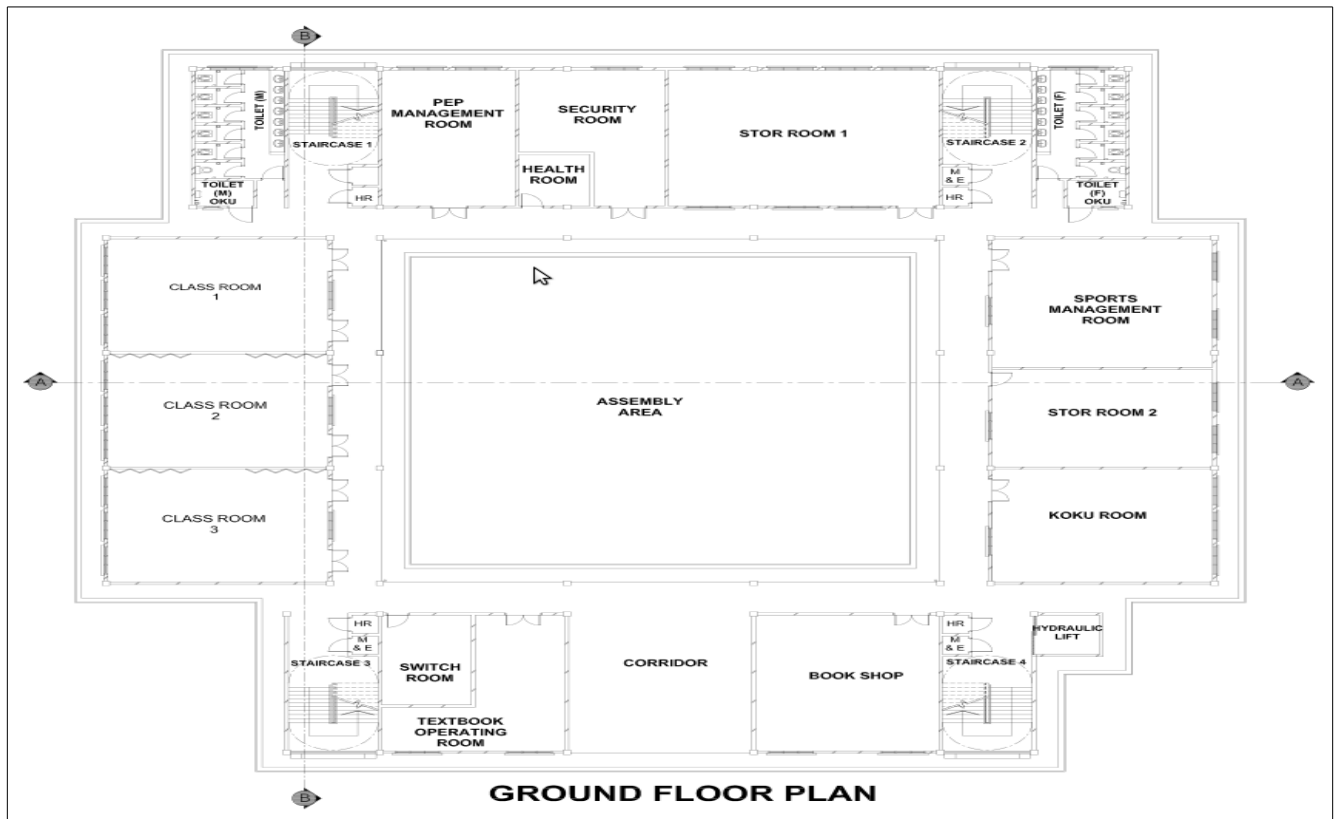 B
TOILET (M)
STAIRCASE 1
PEP
MANAGEMENT
ROOM
SECURITY
ROOM
HEALTH
ROOM
STOR ROOM 1
STAIRCASE 2
TOILET (F)
TOILET
(M)
OKU
HR
M
& E
HR
TOILET
(F)
OKU
CLASS ROOM
1
SPORTS
MANAGEMENT
ROOM
A
A
CLASS ROOM
2
ASSEMBLY
AREA
STOR ROOM 2
CLASS ROOM
3
KOKU ROOM
HR
M
& E
STAIRCASE 3
SWITCH
ROOM
TEXTBOOK
OPERATING
ROOM
CORRIDOR
BOOK SHOP
HR
M
& E
STAIRCASE 4
HYDRAULIC
LIFT
B
GROUND FLOOR PLAN